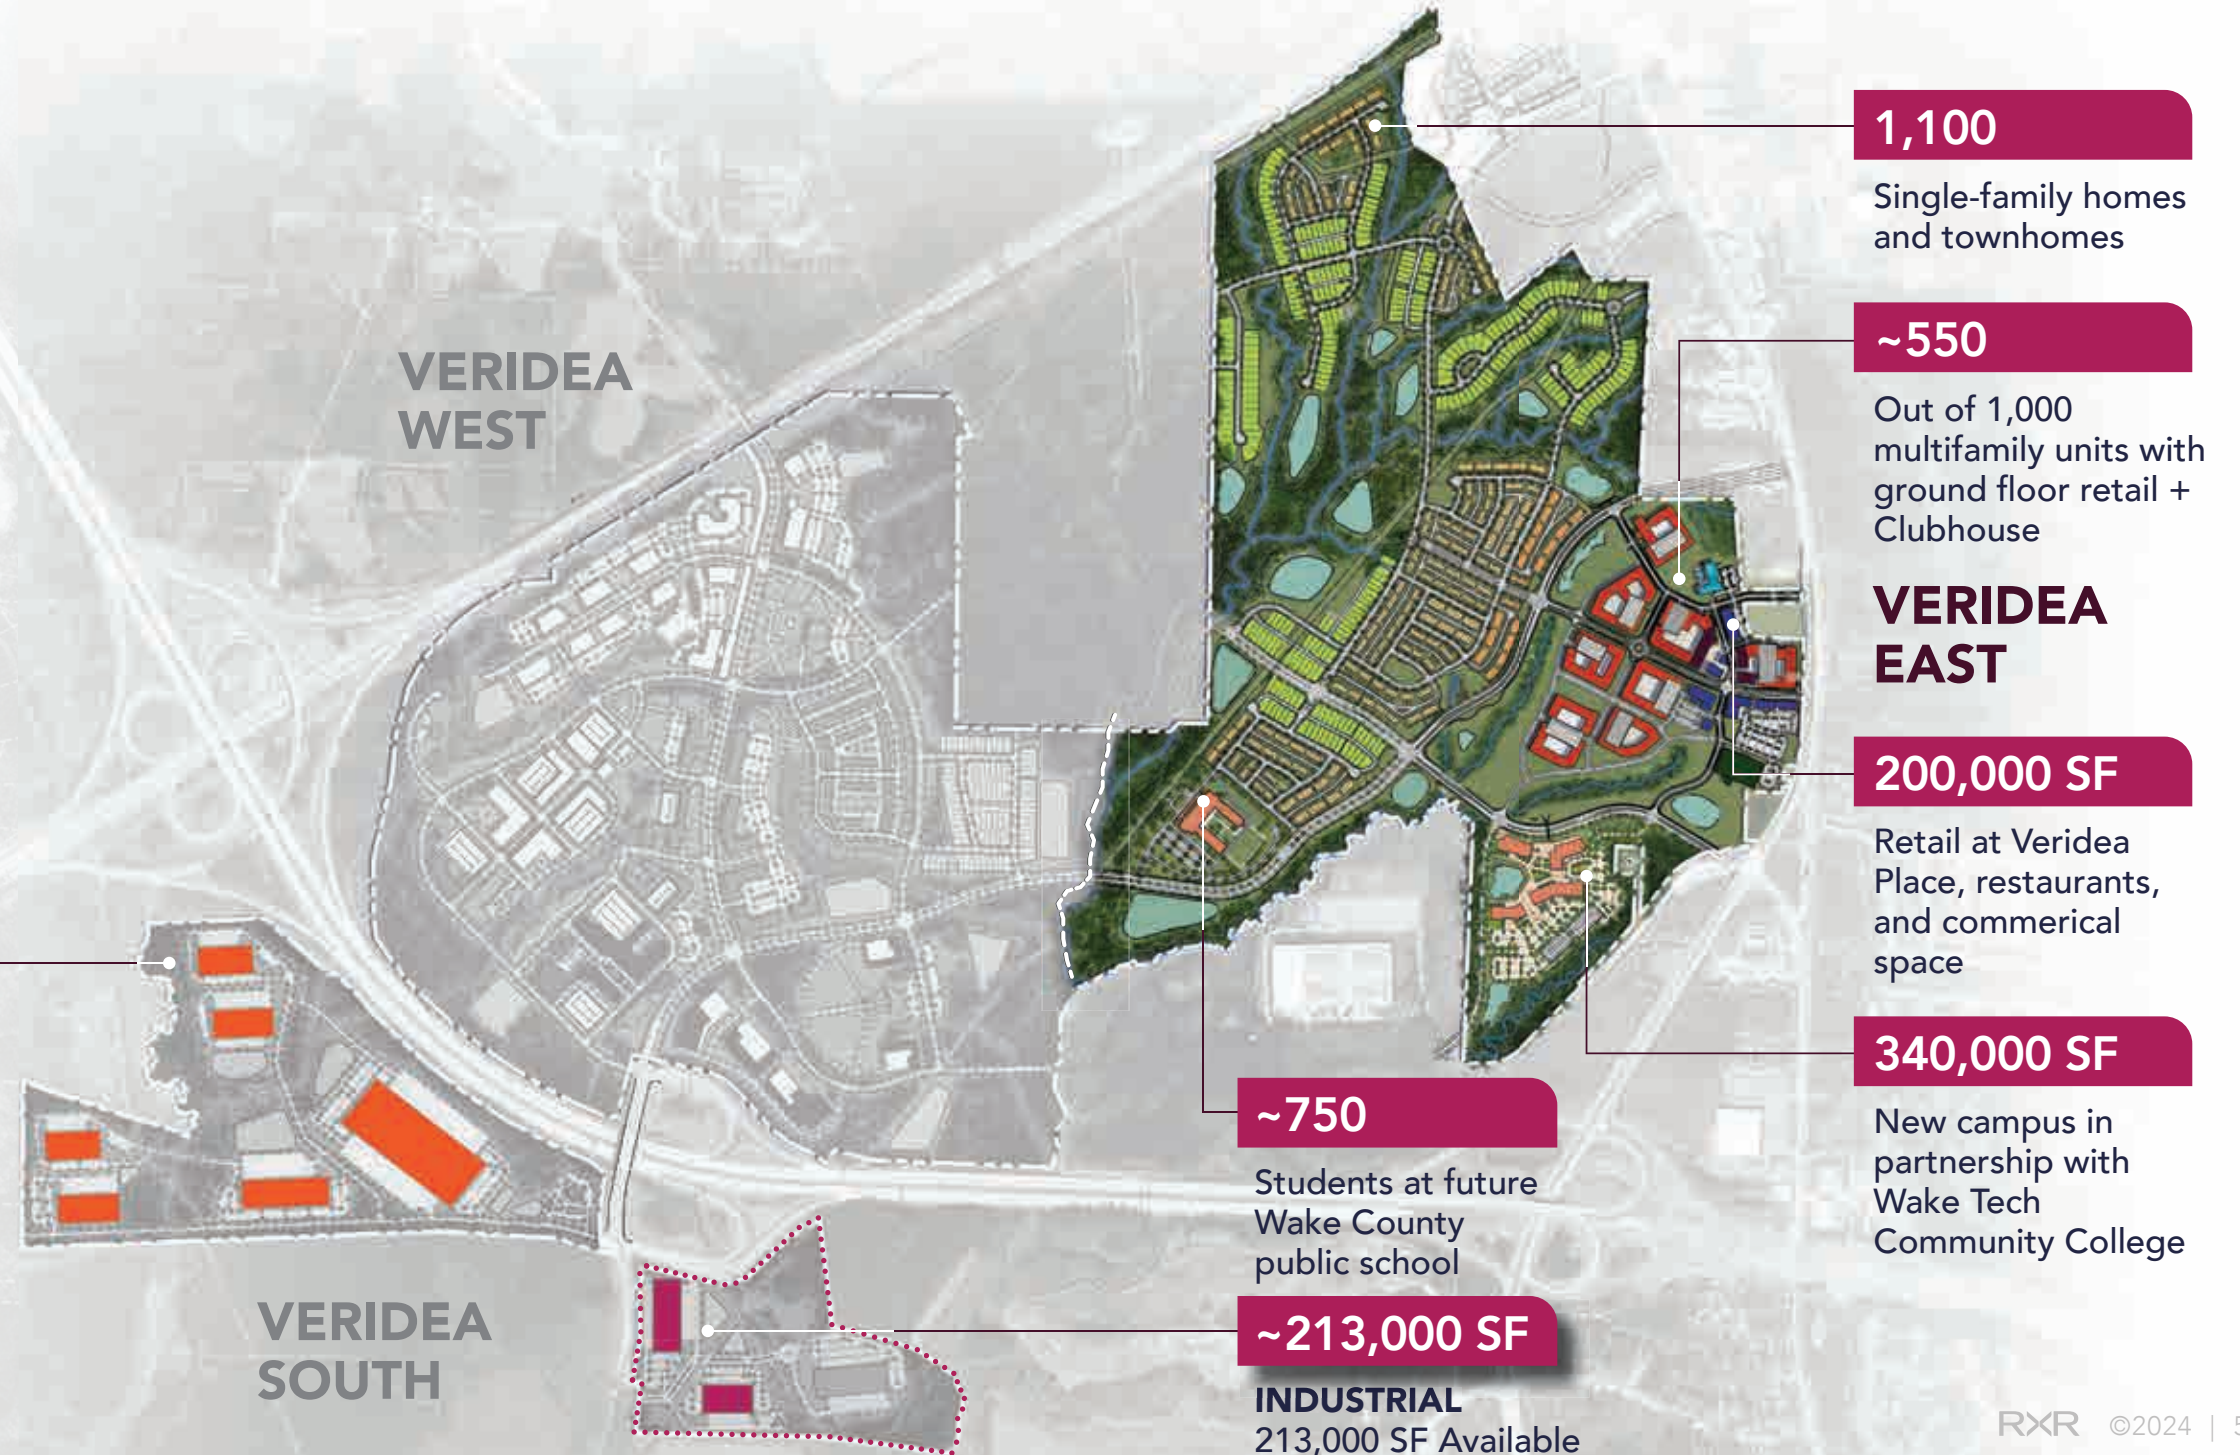 1,100
Single-family homes
and townhomes
~550
Out of 1,000
multifamily units with
ground floor retail +
Clubhouse
VERIDEA
EAST
200,000 SF
Retail at Veridea
Place, restaurants,
and commerical
space
340,000 SF
New campus in
partnership with
Wake Tech
Community College
VERIDEA
WEST
~750
Students at future
Wake County
public school
~213,000 SF
INDUSTRIAL
213,000 SF Available
VERIDEA
SOUTH
RXR ©2024 | 5